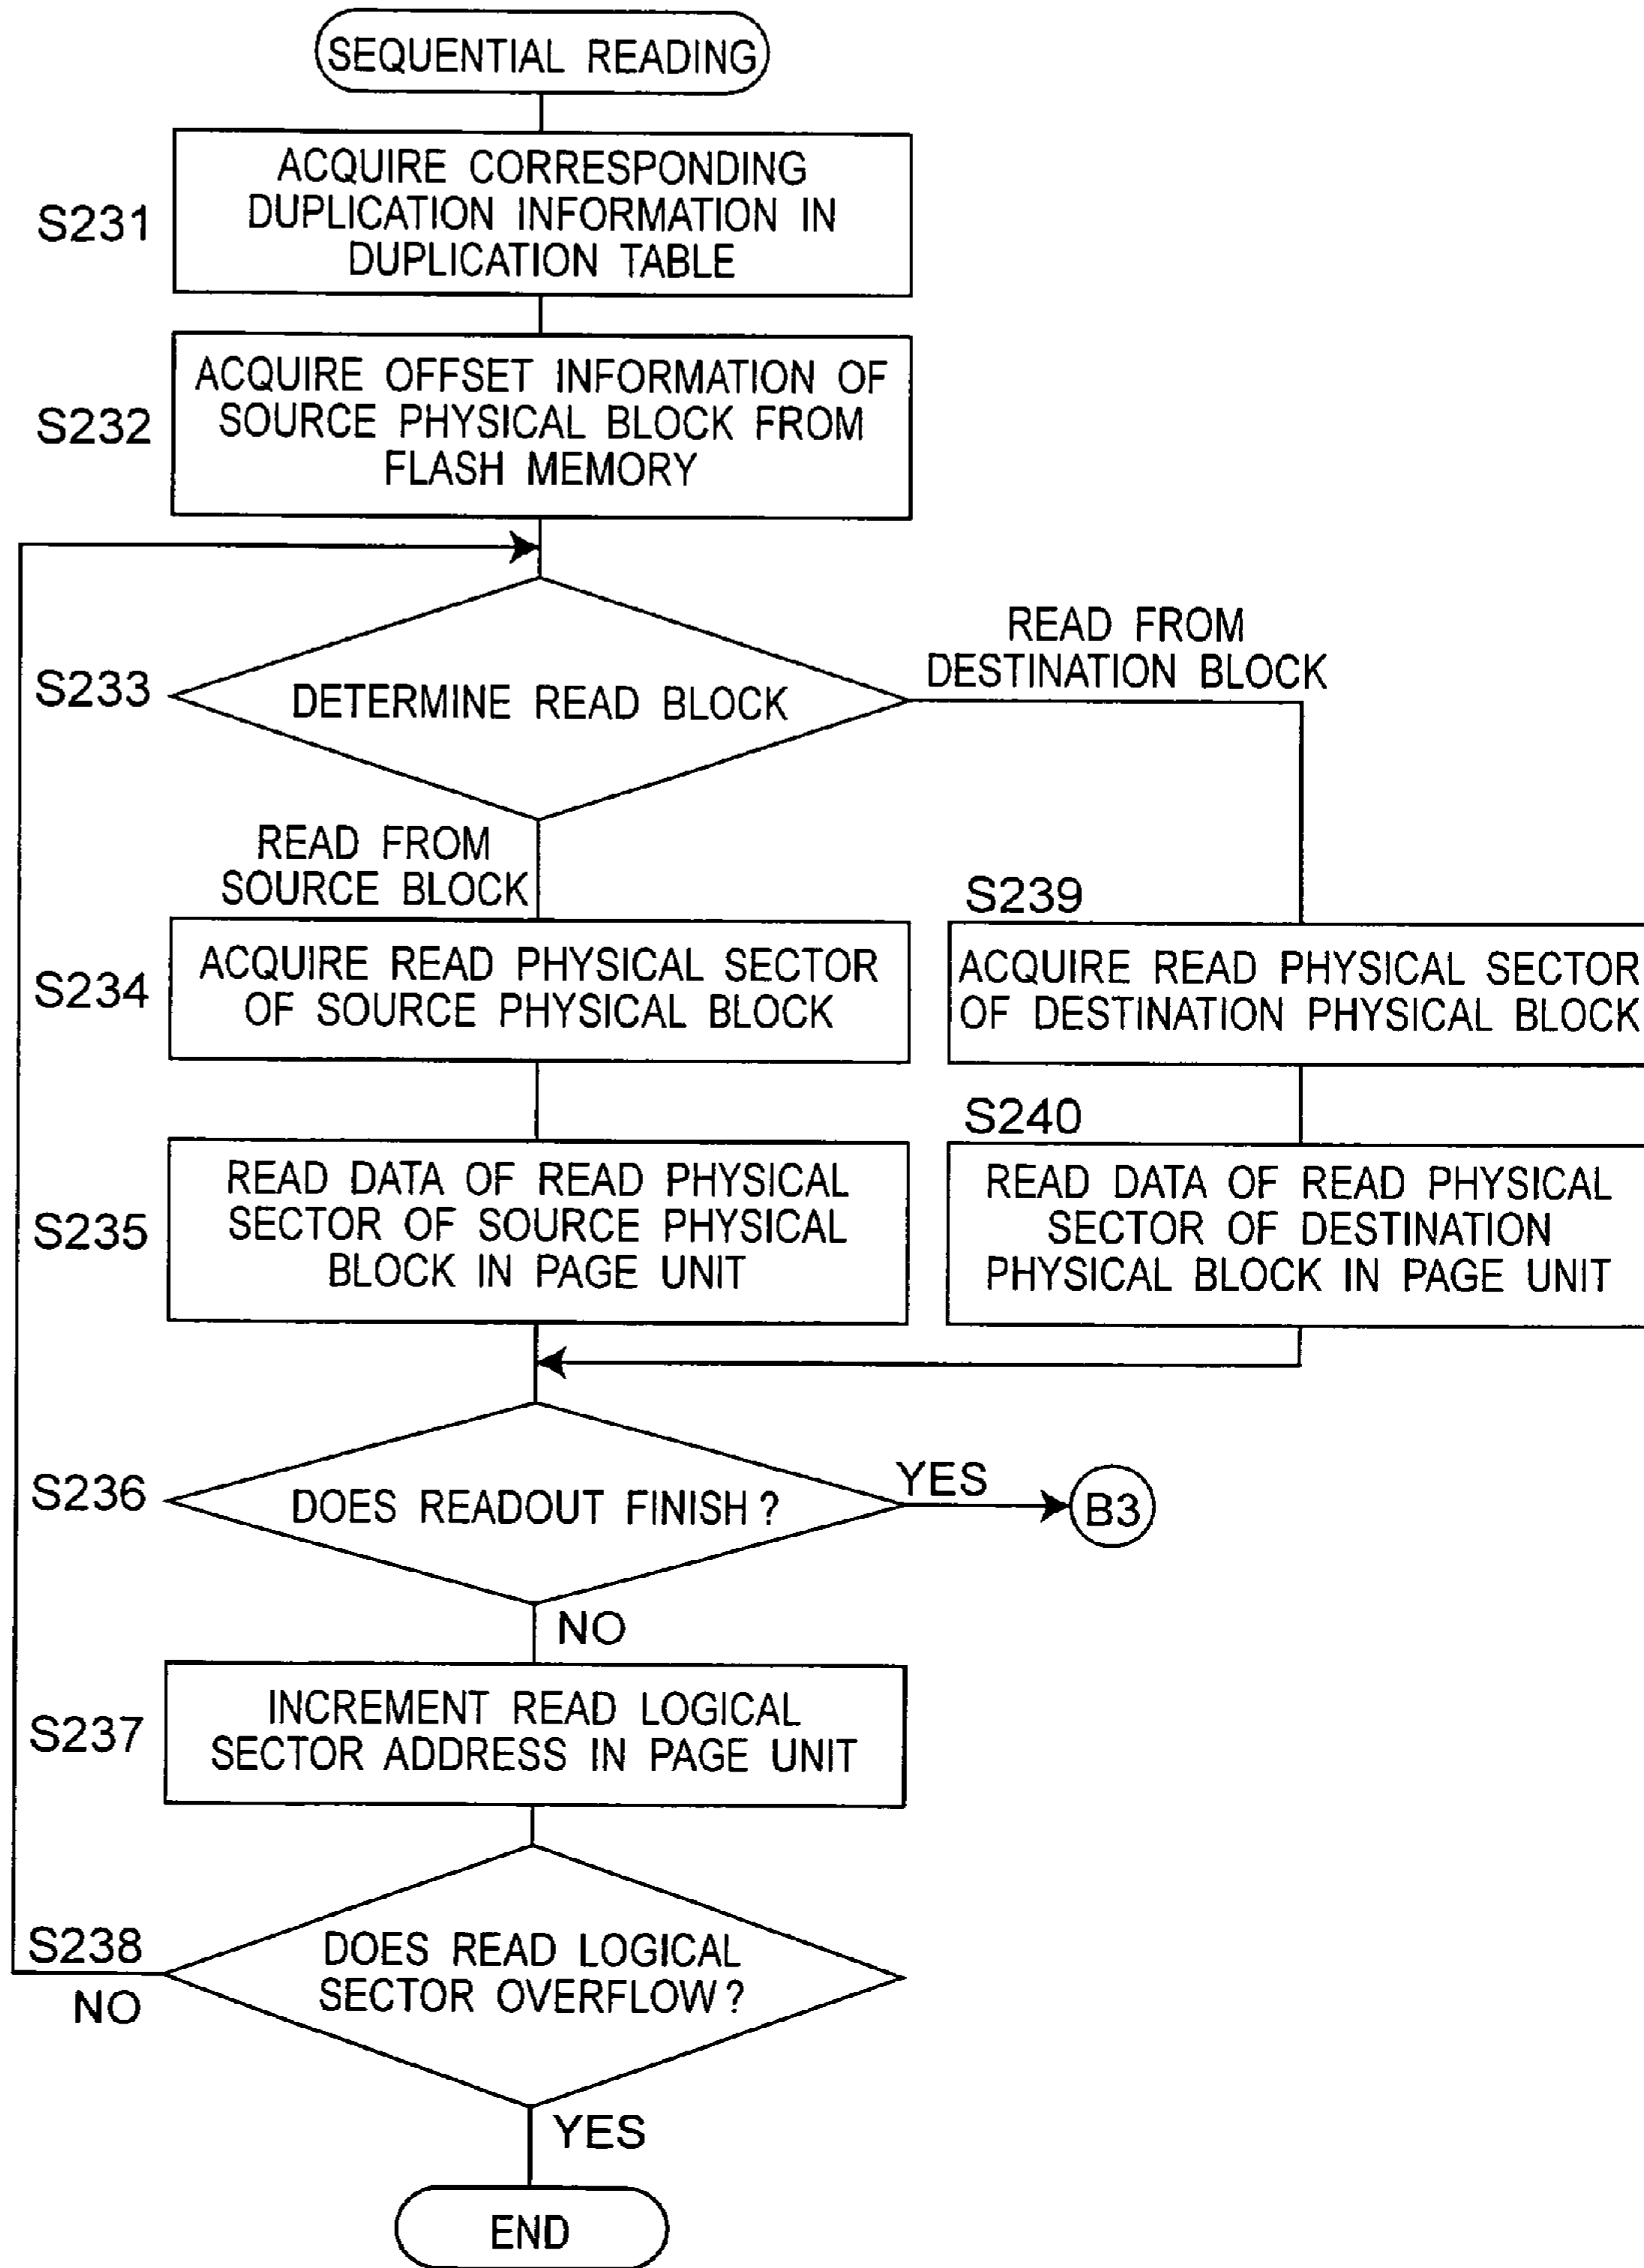 SEQUENTIAL READING
S231
ACQUIRE CORRESPONDING
DUPLICATION INFORMATION IN
DUPLICATION TABLE
S232
ACQUIRE OFFSET INFORMATION OF
SOURCE PHYSICAL BLOCK FROM
FLASH MEMORY
S233
DETERMINE READ BLOCK
READ FROM
DESTINATION BLOCK
READ FROM
SOURCE BLOCK
S234
ACQUIRE READ PHYSICAL SECTOR
OF SOURCE PHYSICAL BLOCK
S239
ACQUIRE READ PHYSICAL SECTOR
OF DESTINATION PHYSICAL BLOCK
S235
READ DATA OF READ PHYSICAL
SECTOR OF SOURCE PHYSICAL
BLOCK IN PAGE UNIT
S240
READ DATA OF READ PHYSICAL
SECTOR OF DESTINATION
PHYSICAL BLOCK IN PAGE UNIT
S236
DOES READOUT FINISH ?
YES
B3
NO
S237
INCREMENT READ LOGICAL
SECTOR ADDRESS IN PAGE UNIT
S238
DOES READ LOGICAL
SECTOR OVERFLOW ?
NO
YES
END